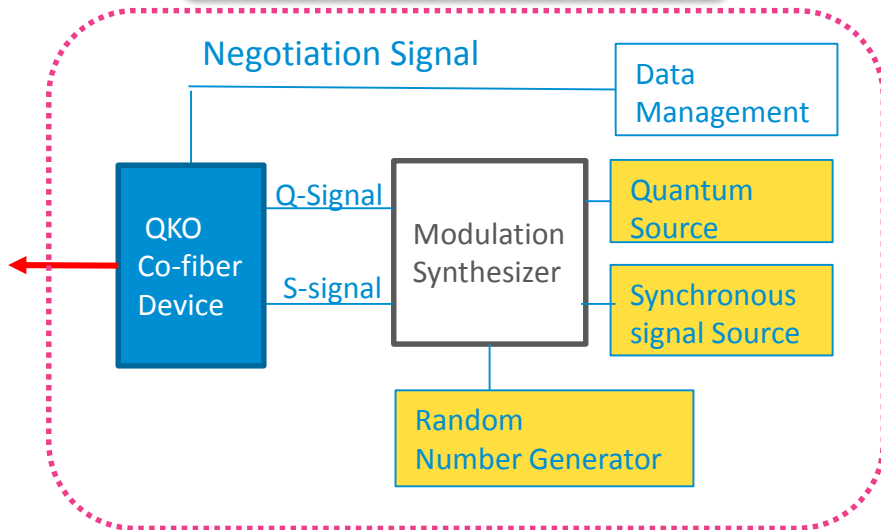 Negotiation Signal
Data
Management
QKO
Co-fiber
Device
Q-Signal
S-signal
Modulation
Synthesizer
Quantum
Source
Synchronous
signal Source
Random
Number Generator